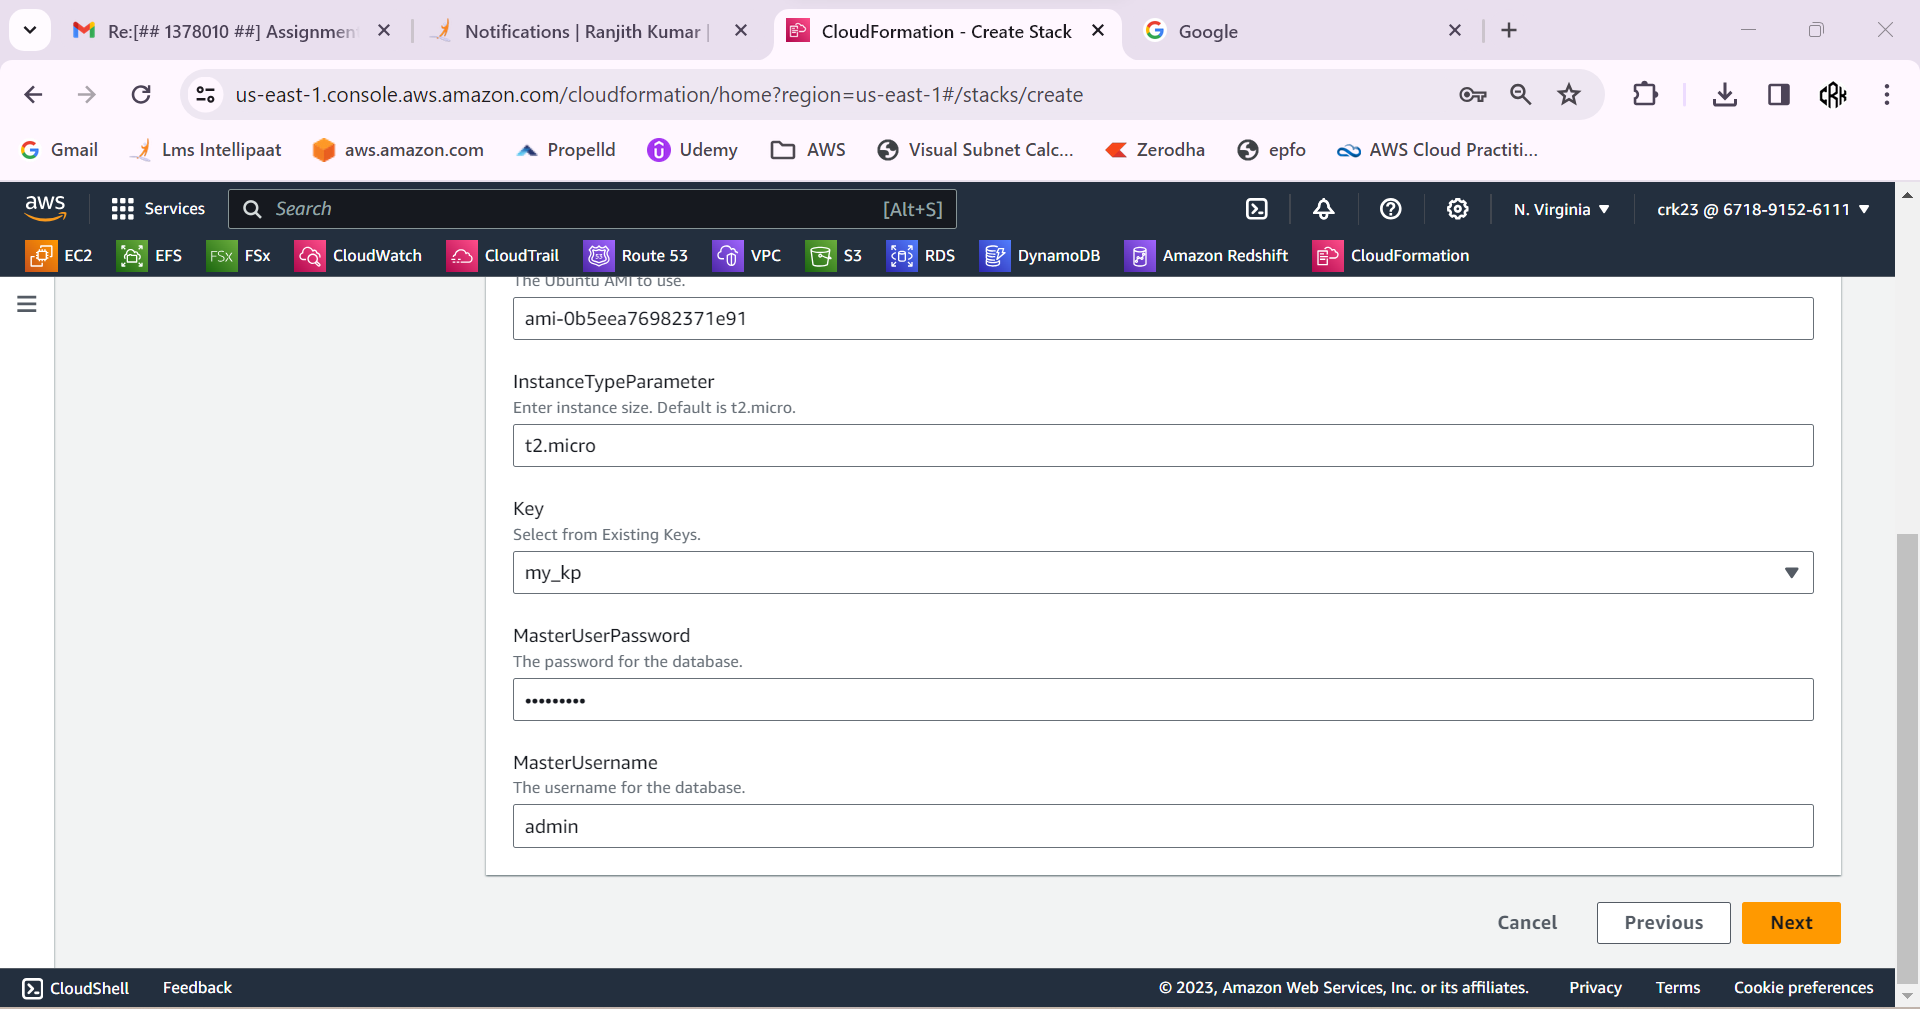 Re:[## 1378010 ##] Assignmen
Notifications | Ranjith Kumar |
CloudFormation - Create Stack
Google
us-east-1.console.aws.amazon.com/cloudformation/home?region=us-east-1#/stacks/create
Gmail
Lms Intellipaat
aws.amazon.com
Propelld
Udemy
AWS
Visual Subnet Calc...
Zerodha
epfo
AWS Cloud Practiti...
aws
Services
Search
[Alt+S]
N. Virginia
crk23 @ 6718-9152-6111
EC2
EFS
FSx
FSx
CloudWatch
CloudTrail
53
Route 53
VPC
S3
RDS
DynamoDB
Amazon Redshift
CloudFormation
The Ubuntu AMI to use.
ami-0b5eea76982371e91
InstanceTypeParameter
Enter instance size. Default is t2.micro.
t2.micro
Key
Select from Existing Keys.
my_kp
MasterUserPassword
The password for the database.
•••••••••
MasterUsername
The username for the database.
admin
Cancel
Previous
Next
CloudShell
Feedback
© 2023, Amazon Web Services, Inc. or its affiliates.
Privacy
Terms
Cookie preferences